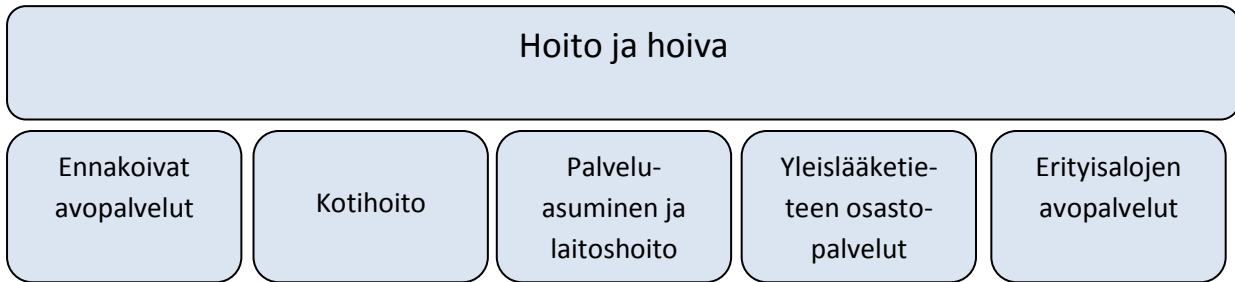 Hoito ja hoiva
Ennakoivat
avopalvelut
Kotihoito
Palvelu-
asuminen ja
laitoshoito
Yleislääketie-
teen osasto-
palvelut
Erityisalojen
avopalvelut